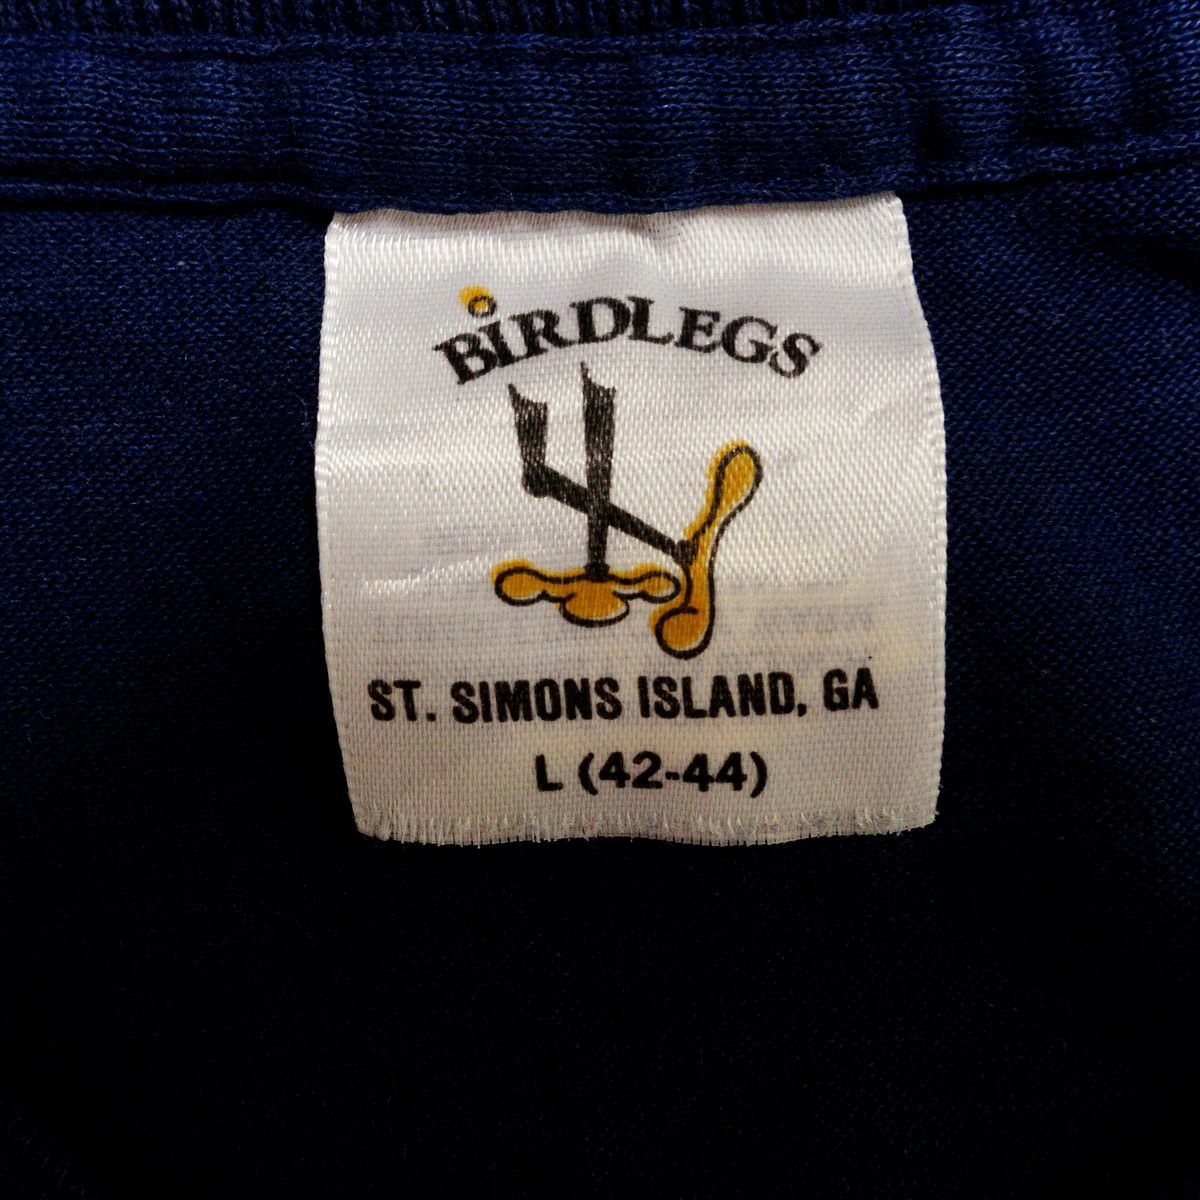 BiRDLEGS
ST. SIMONS ISLAND, GA
L (42-44)